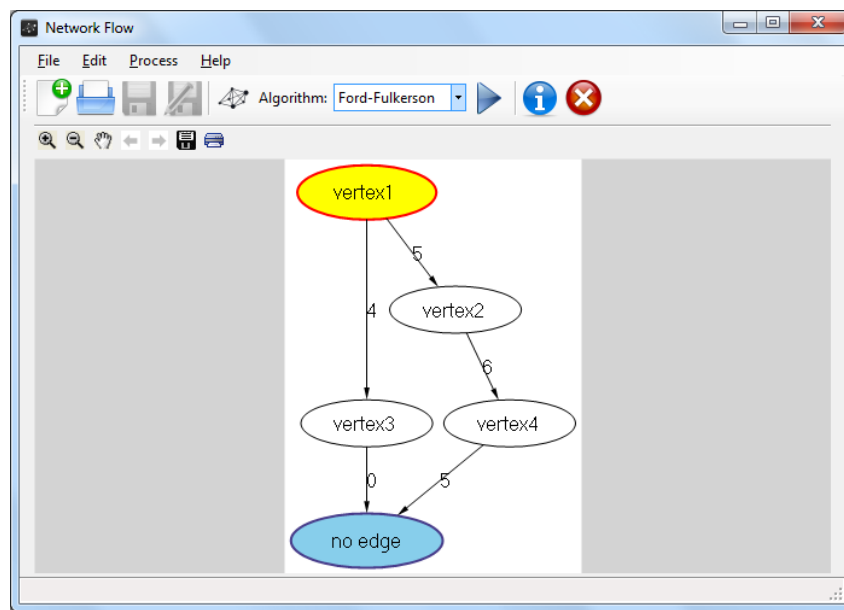 Network Flow
File Edit Process Help
Algorithm: Ford-Fulkerson
vertex1
5
4
vertex2
6
vertex3
vertex4
0
5
no edge